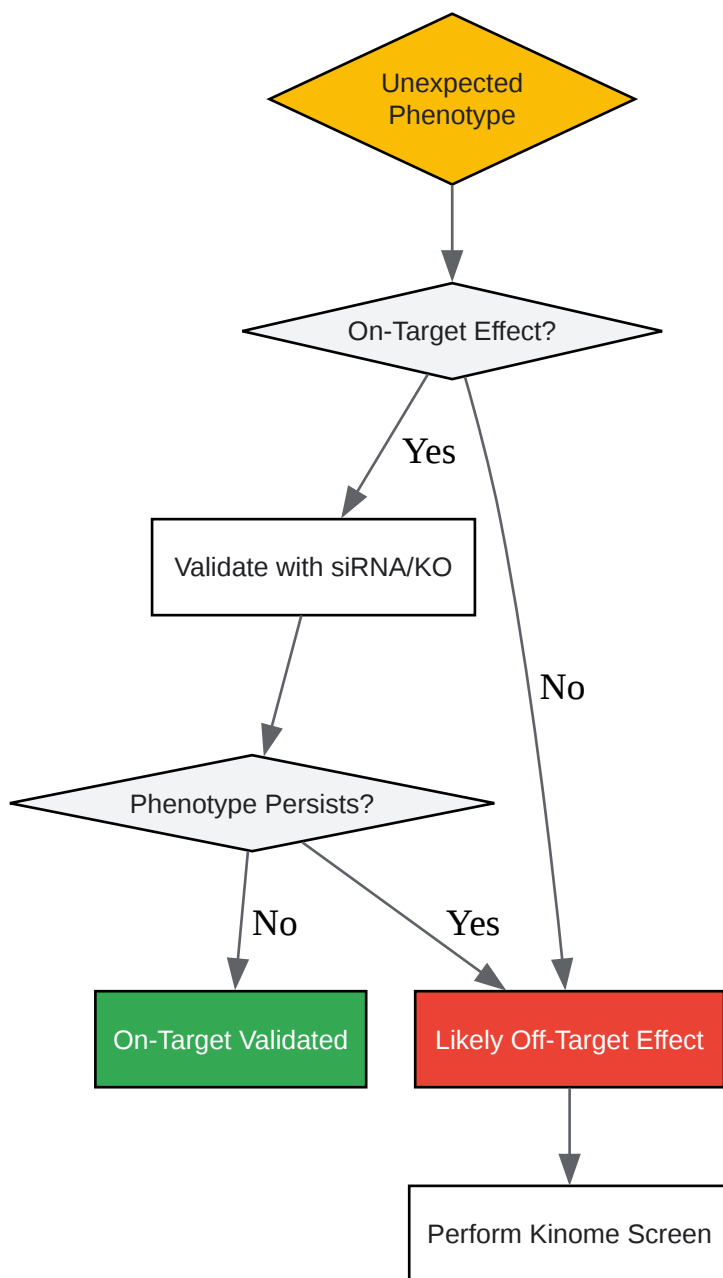 Unexpected
Phenotype
On-Target Effect?
Yes
Validate with siRNA/KO
No
Phenotype Persists?
No
Yes
On-Target Validated
Likely Off-Target Effect
Perform Kinome Screen